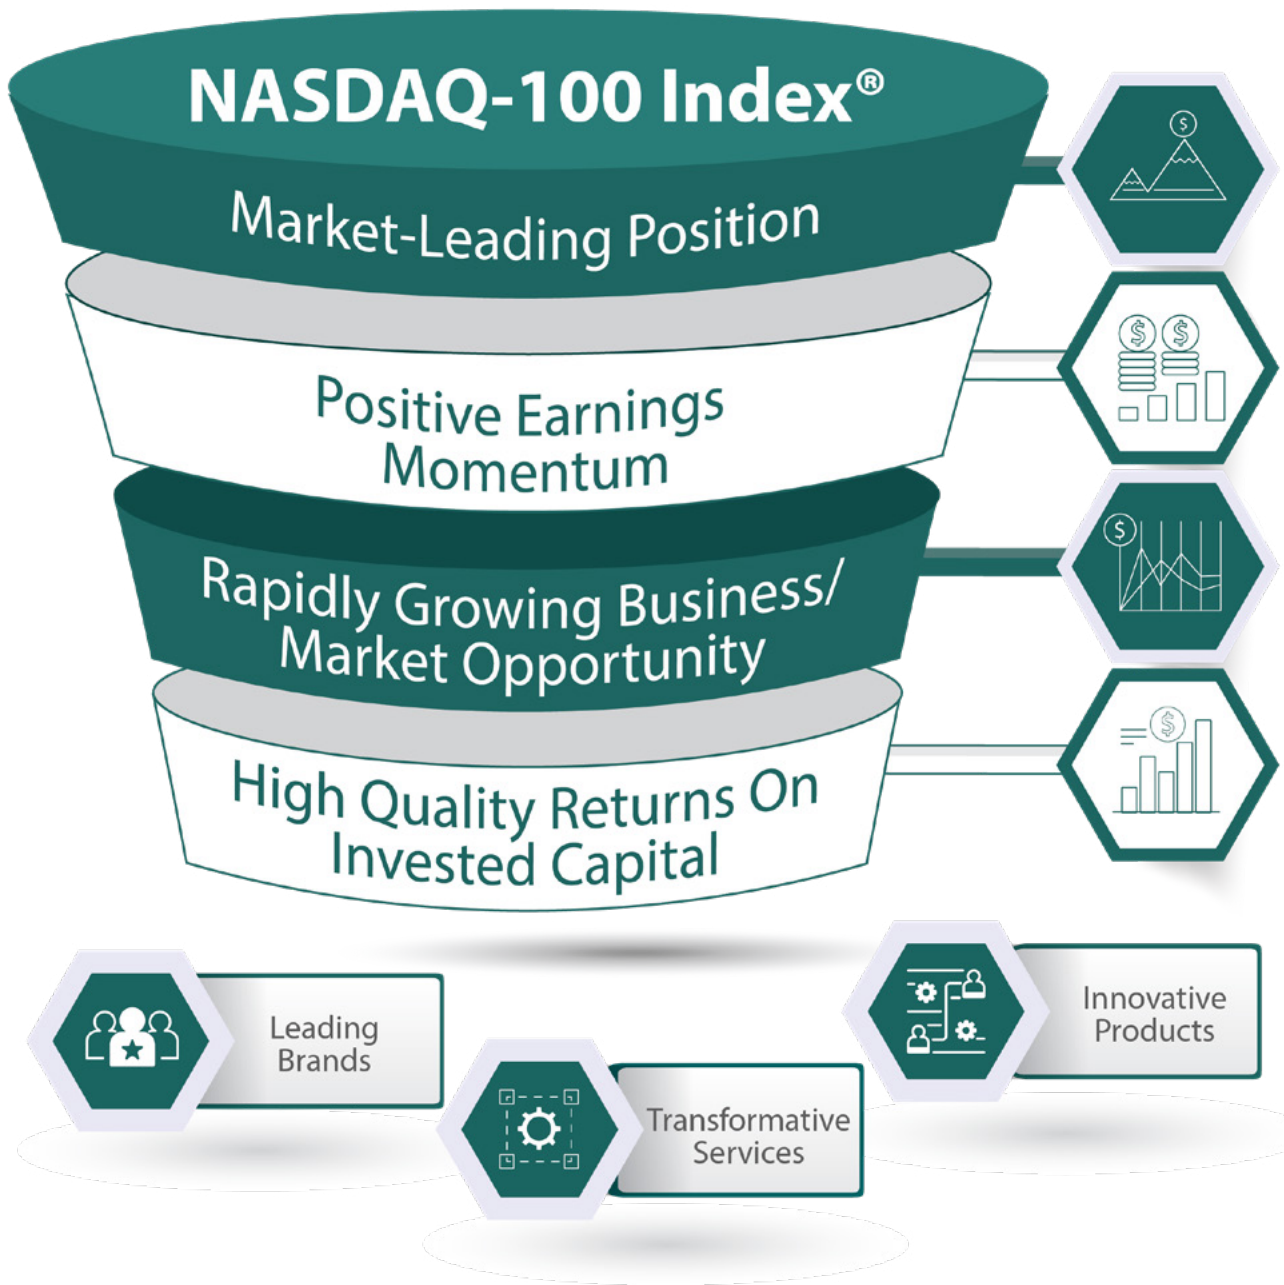 NASDAQ-100 Index®
Market-Leading Position
$
Positive Earnings
Momentum
$ $
Rapidly Growing Business/
Market Opportunity
$
High Quality Returns On
Invested Capital
$
Leading
Brands
Transformative
Services
Innovative
Products